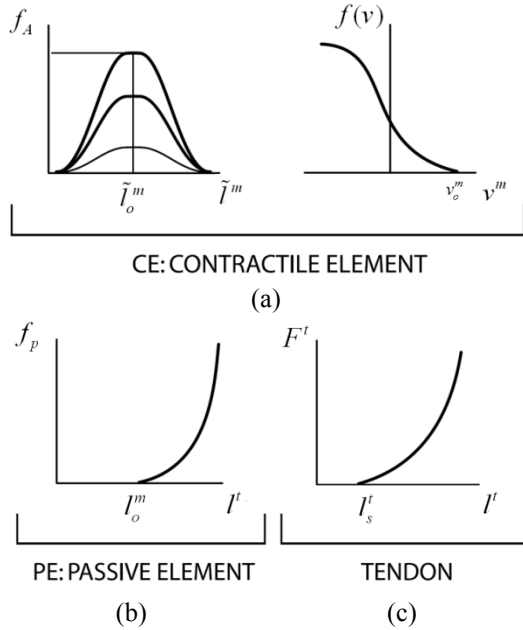 f_A f(v)
l̃_o^m l̃^m v_o^m v^m
CE: CONTRACTILE ELEMENT
(a)
f_p F^t
l_o^m l^t l_s^t l^t
PE: PASSIVE ELEMENT TENDON
(b) (c)